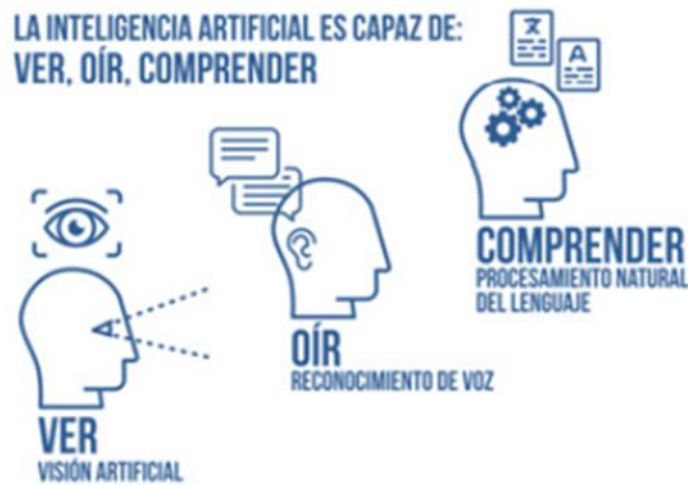 LA INTELIGENCIA ARTIFICIAL ES CAPAZ DE:
VER, OÍR, COMPRENDER
文
A
COMPRENDER
PROCESAMIENTO NATURAL
DEL LENGUAJE
OÍR
RECONOCIMIENTO DE VOZ
VER
VISIÓN ARTIFICIAL